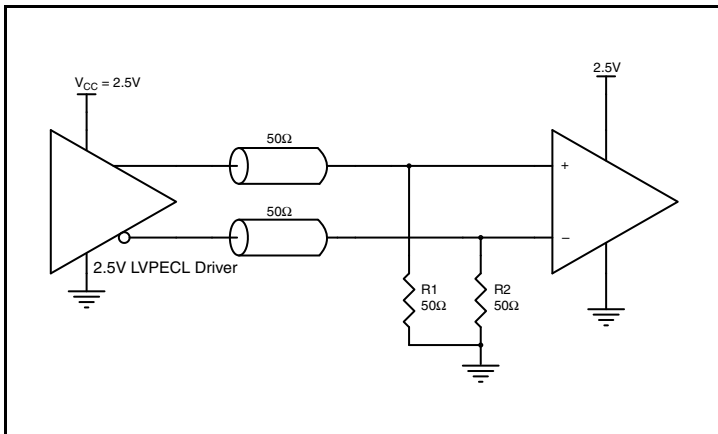 V_CC = 2.5V
2.5V
50Ω
+
50Ω
–
2.5V LVPECL Driver
R1
50Ω
R2
50Ω